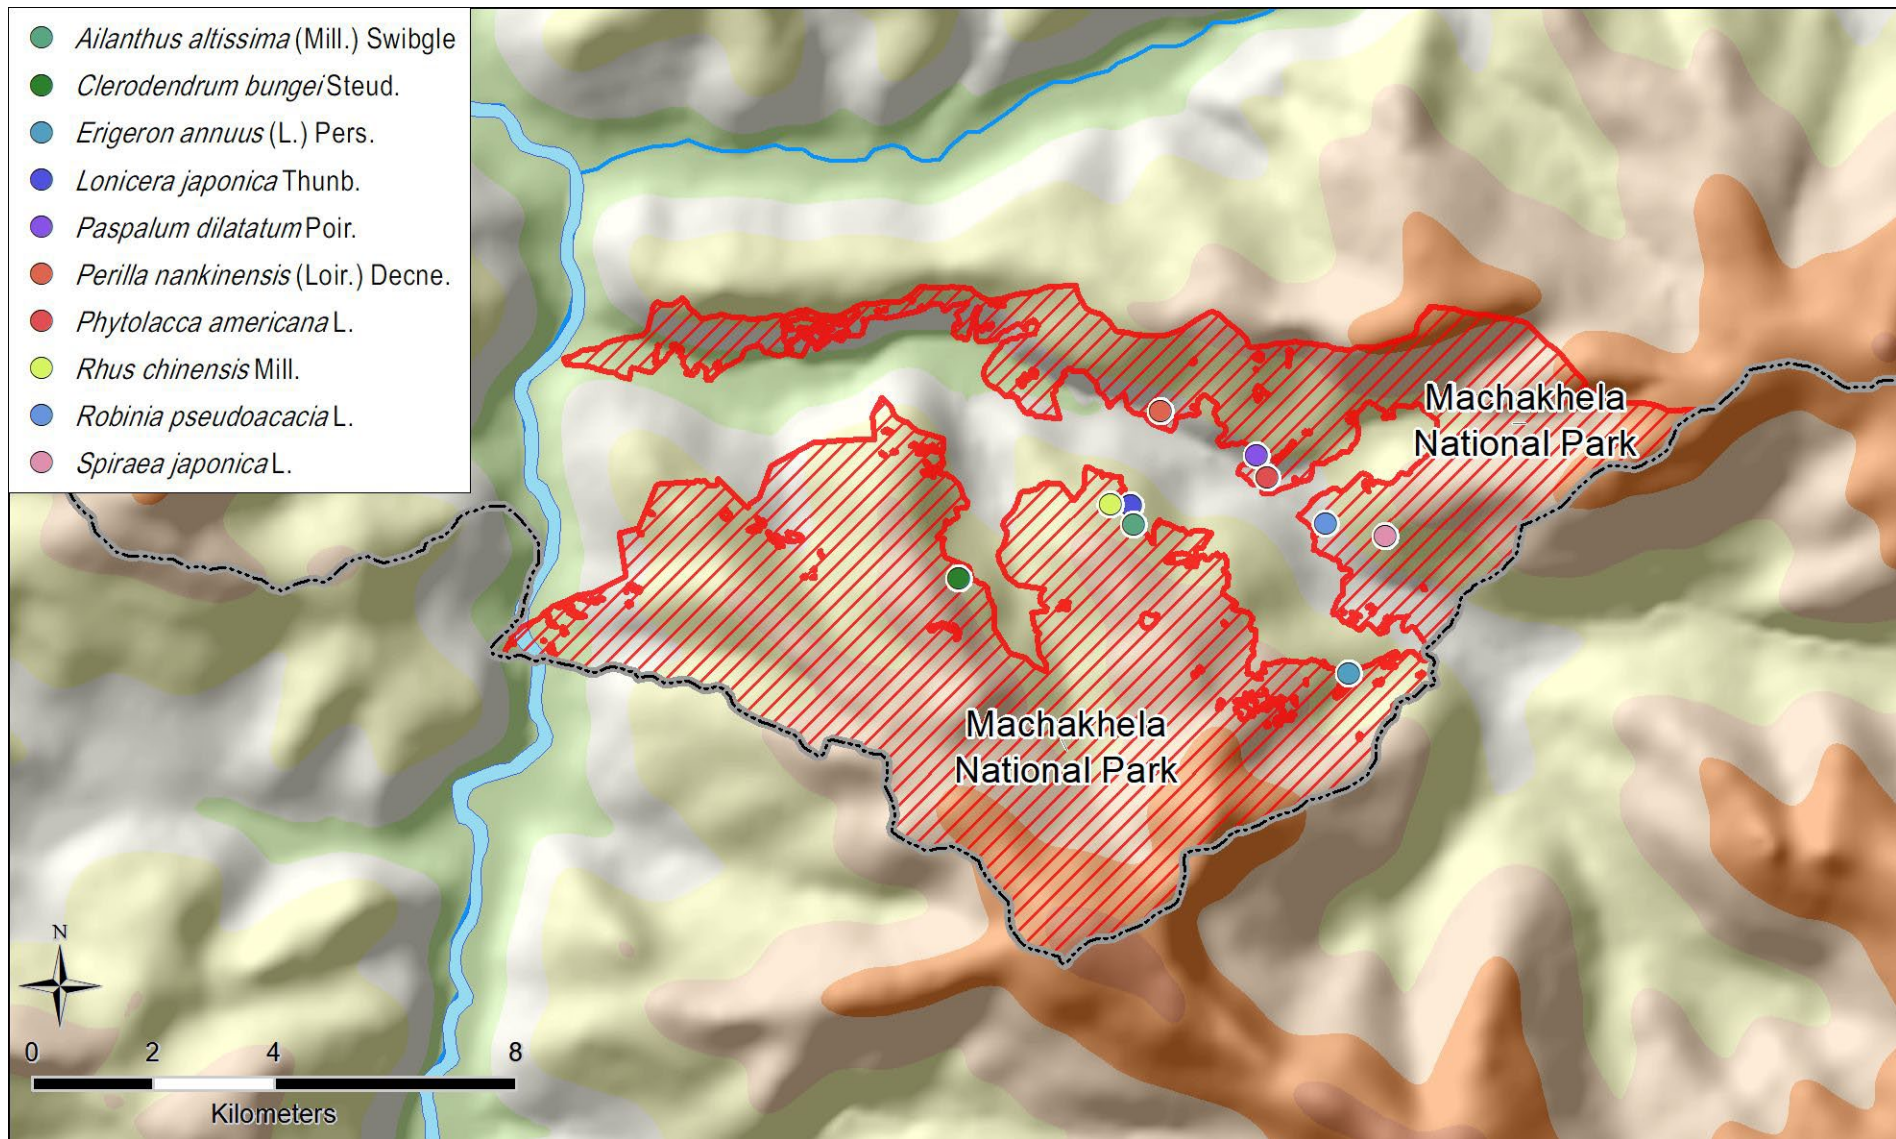 Ailanthus altissima (Mill.) Swibgle
Clerodendrum bungei Steud.
Erigeron annuus (L.) Pers.
Lonicera japonica Thunb.
Paspalum dilatatum Poir.
Perilla nankinensis (Loir.) Decne.
Phytolacca americana L.
Rhus chinensis Mill.
Robinia pseudoacacia L.
Spiraea japonica L.
Machakhela
National Park
Machakhela
National Park
N
0 2 4 8
Kilometers